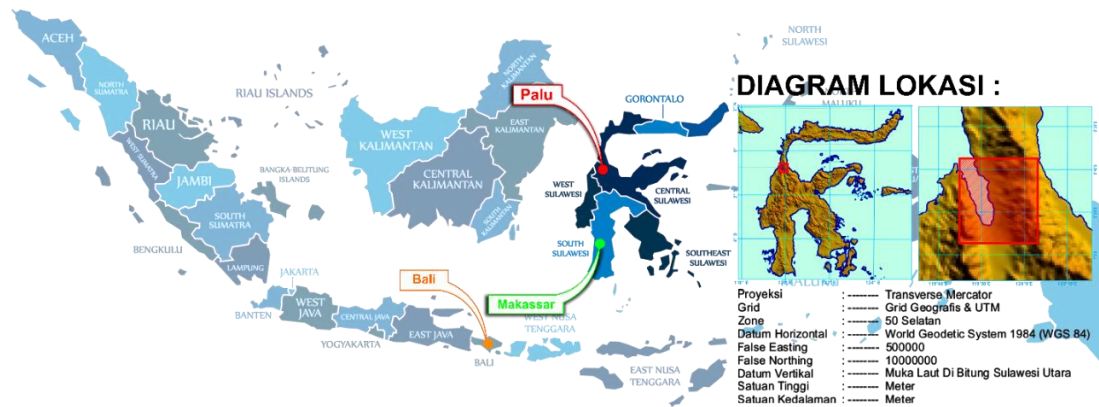 ACEH
NORTH
SUMATRA
RIAU ISLANDS
RIAU
WEST SUMATRA
JAMBI
BANGKA-BELITUNG
ISLANDS
SOUTH
SUMATRA
BENGKULU
LAMPUNG
JAKARTA
BANTEN
WEST
JAVA
CENTRAL JAVA
YOGYAKARTA
EAST JAVA
Bali
BALI
WEST NUSA
TENGGARA
EAST NUSA
TENGGARA
WEST
KALIMANTAN
CENTRAL
KALIMANTAN
SOUTH
KALIMANTAN
EAST
KALIMANTAN
NORTH
KALIMANTAN
Palu
GORONTALO
NORTH
SULAWESI
WEST
SULAWESI
CENTRAL
SULAWESI
SOUTH
SULAWESI
SOUTHEAST
SULAWESI
Makassar
MALUKU
DIAGRAM LOKASI :
Proyeksi : -------- Transverse Mercator
Grid : -------- Grid Geografis & UTM
Zone : -------- 50 Selatan
Datum Horizontal : -------- World Geodetic System 1984 (WGS 84)
False Easting : -------- 500000
False Northing : -------- 10000000
Datum Vertikal : -------- Muka Laut Di Bitung Sulawesi Utara
Satuan Tinggi : -------- Meter
Satuan Kedalaman : -------- Meter